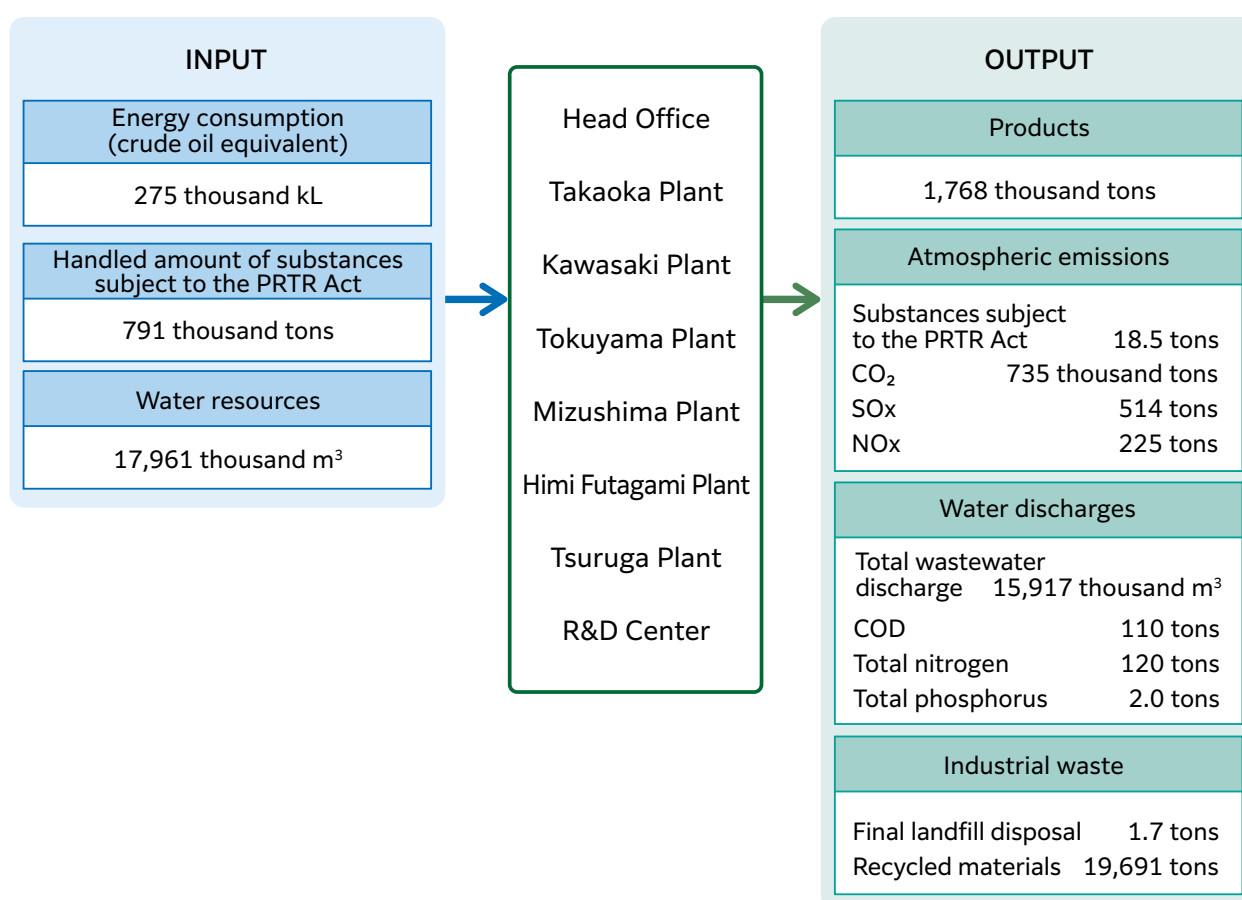 INPUT
Energy consumption
(crude oil equivalent)
275 thousand kL
Handled amount of substances
subject to the PRTR Act
791 thousand tons
Water resources
17,961 thousand m³
Head Office
Takaoka Plant
Kawasaki Plant
Tokuyama Plant
Mizushima Plant
Himi Futagami Plant
Tsuruga Plant
R&D Center
OUTPUT
Products
1,768 thousand tons
Atmospheric emissions
Substances subject
to the PRTR Act 18.5 tons
CO₂ 735 thousand tons
SOx 514 tons
NOx 225 tons
Water discharges
Total wastewater
discharge 15,917 thousand m³
COD 110 tons
Total nitrogen 120 tons
Total phosphorus 2.0 tons
Industrial waste
Final landfill disposal 1.7 tons
Recycled materials 19,691 tons